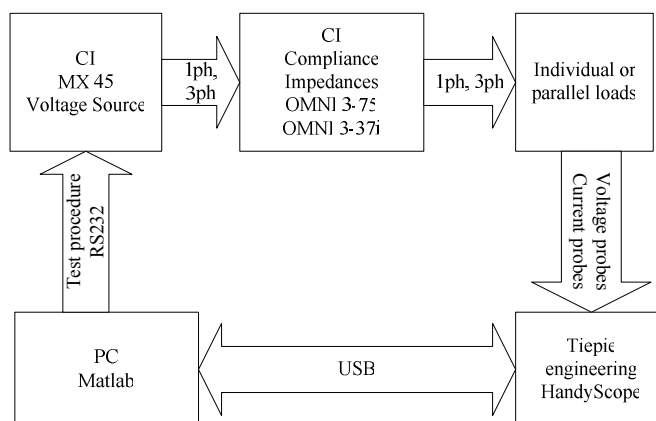 CI
MX 45
Voltage Source
1ph,
3ph
CI
Compliance
Impedances
OMNI 3-75
OMNI 3-37i
1ph, 3ph
Individual or
parallel loads
Test procedure
RS232
Voltage probes
Current probes
PC
Matlab
USB
Tiepie
engineering
HandyScope